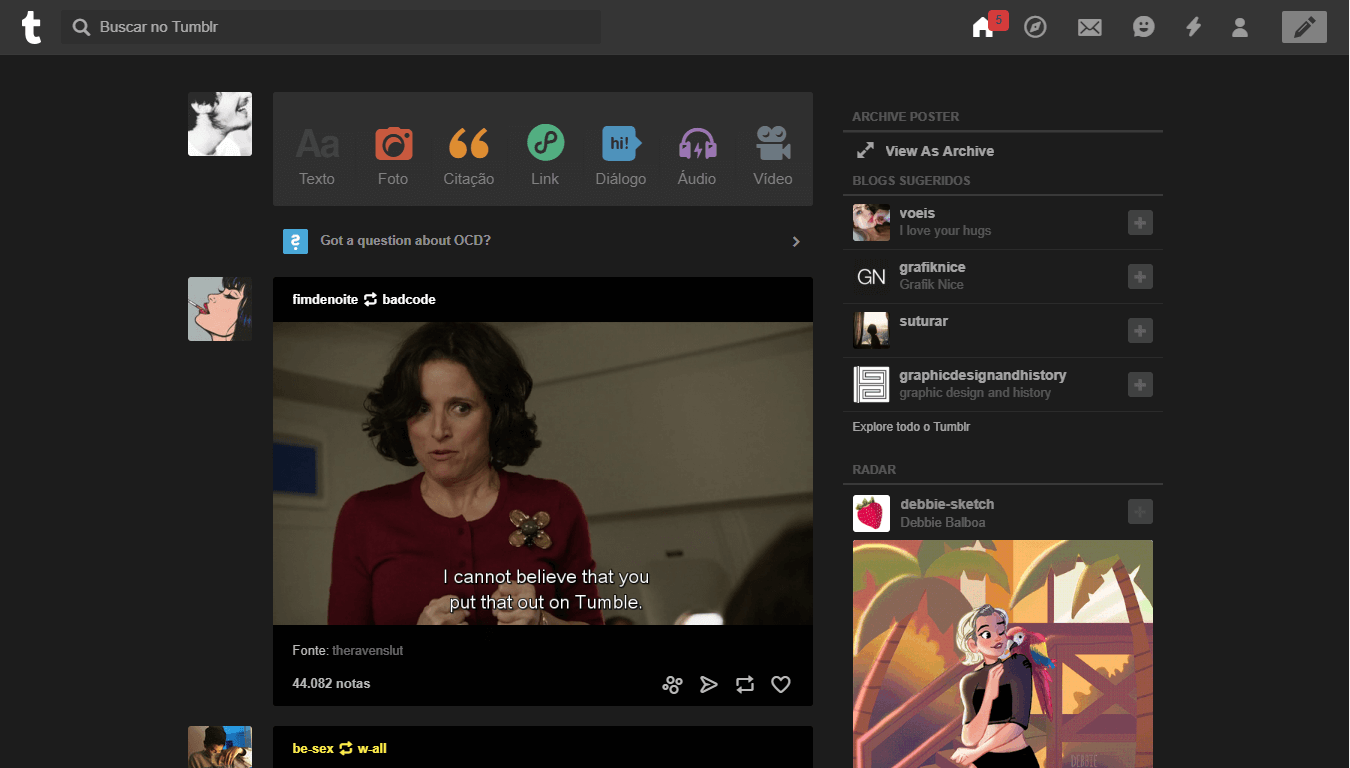 t
Buscar no Tumblr
5
Aa
hi!
Texto
Foto
Citação
Link
Diálogo
Áudio
Vídeo
Got a question about OCD?
fimdenoite badcode
I cannot believe that you
put that out on Tumble.
Fonte: theravenslut
44.082 notas
be-sex w-all
ARCHIVE POSTER
View As Archive
BLOGS SUGERIDOS
voeis
I love your hugs
GN
grafiknice
Grafik Nice
suturar
graphicdesignandhistory
graphic design and history
Explore todo o Tumblr
RADAR
debbie-sketch
Debbie Balboa
DEBBIE